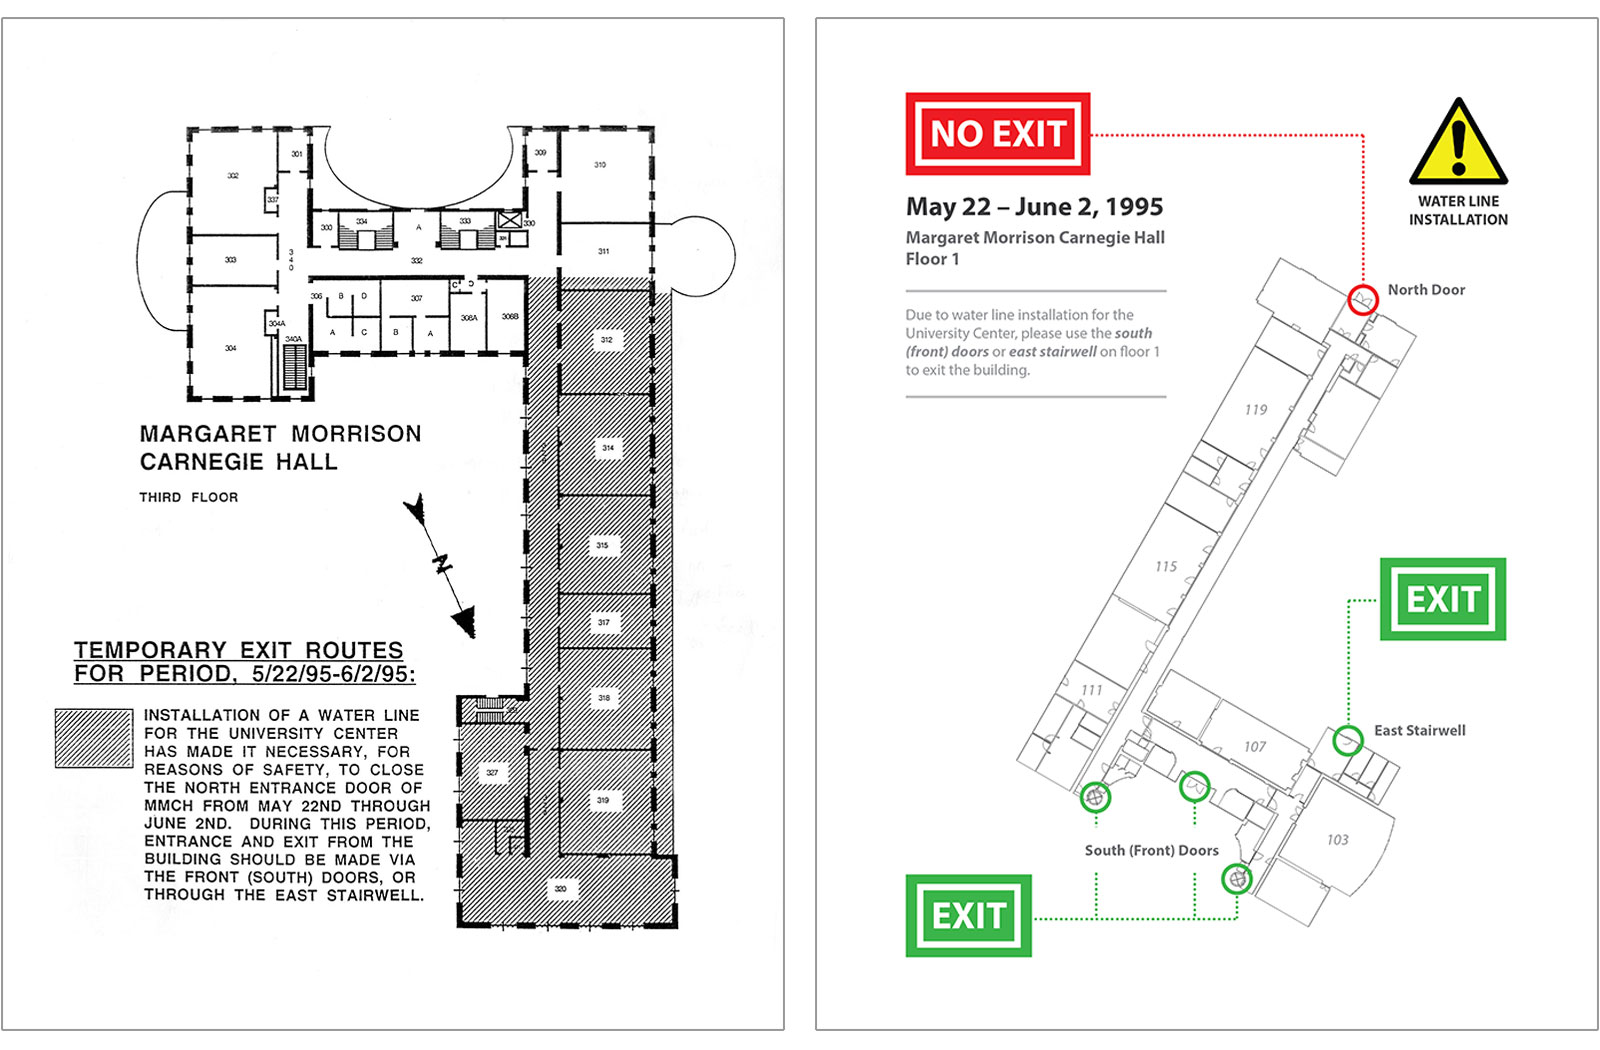 301
309
310
302
337
300
334
A
333
330
303
340
332
311
306
B
D
307
C
C
308A
308B
304A
A
C
B
A
304
340A
312
MARGARET MORRISON
CARNEGIE HALL
THIRD FLOOR
314
N
315
317
318
TEMPORARY EXIT ROUTES
FOR PERIOD, 5/22/95-6/2/95:
INSTALLATION OF A WATER LINE
FOR THE UNIVERSITY CENTER
HAS MADE IT NECESSARY, FOR
REASONS OF SAFETY, TO CLOSE
THE NORTH ENTRANCE DOOR OF
MMCH FROM MAY 22ND THROUGH
JUNE 2ND. DURING THIS PERIOD,
ENTRANCE AND EXIT FROM THE
BUILDING SHOULD BE MADE VIA
THE FRONT (SOUTH) DOORS, OR
THROUGH THE EAST STAIRWELL.
327
319
320
NO EXIT
WATER LINE
INSTALLATION
May 22 – June 2, 1995
Margaret Morrison Carnegie Hall
Floor 1
Due to water line installation for the
University Center, please use the south
(front) doors or east stairwell on floor 1
to exit the building.
North Door
119
115
EXIT
111
107
East Stairwell
103
South (Front) Doors
EXIT